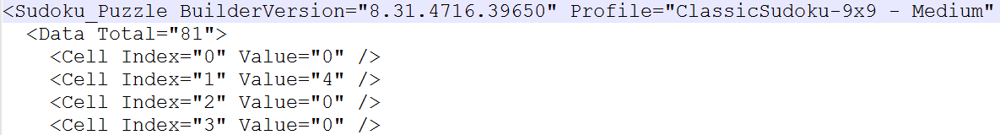 <Sudoku_Puzzle BuilderVersion="8.31.4716.39650" Profile="ClassicSudoku-9x9 - Medium"
<Data Total="81">
<Cell Index="0" Value="0" />
<Cell Index="1" Value="4" />
<Cell Index="2" Value="0" />
<Cell Index="3" Value="0" />